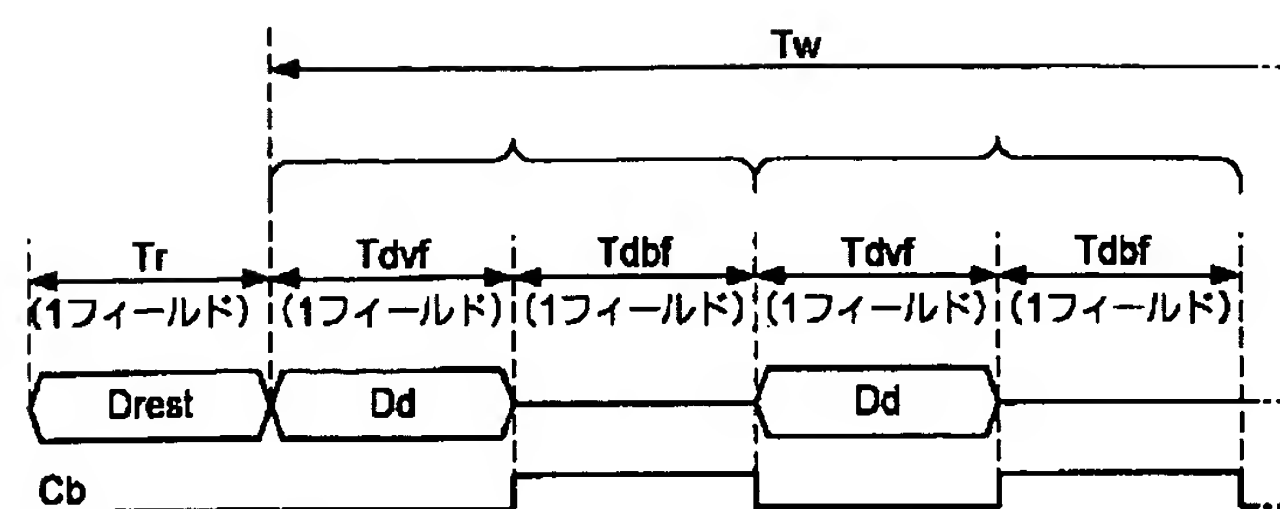 Tw
Tr Tdvf Tdbf Tdvf Tdbf
(1フィールド) (1フィールド) (1フィールド) (1フィールド) (1フィールド)
Drest Dd Dd
Cb